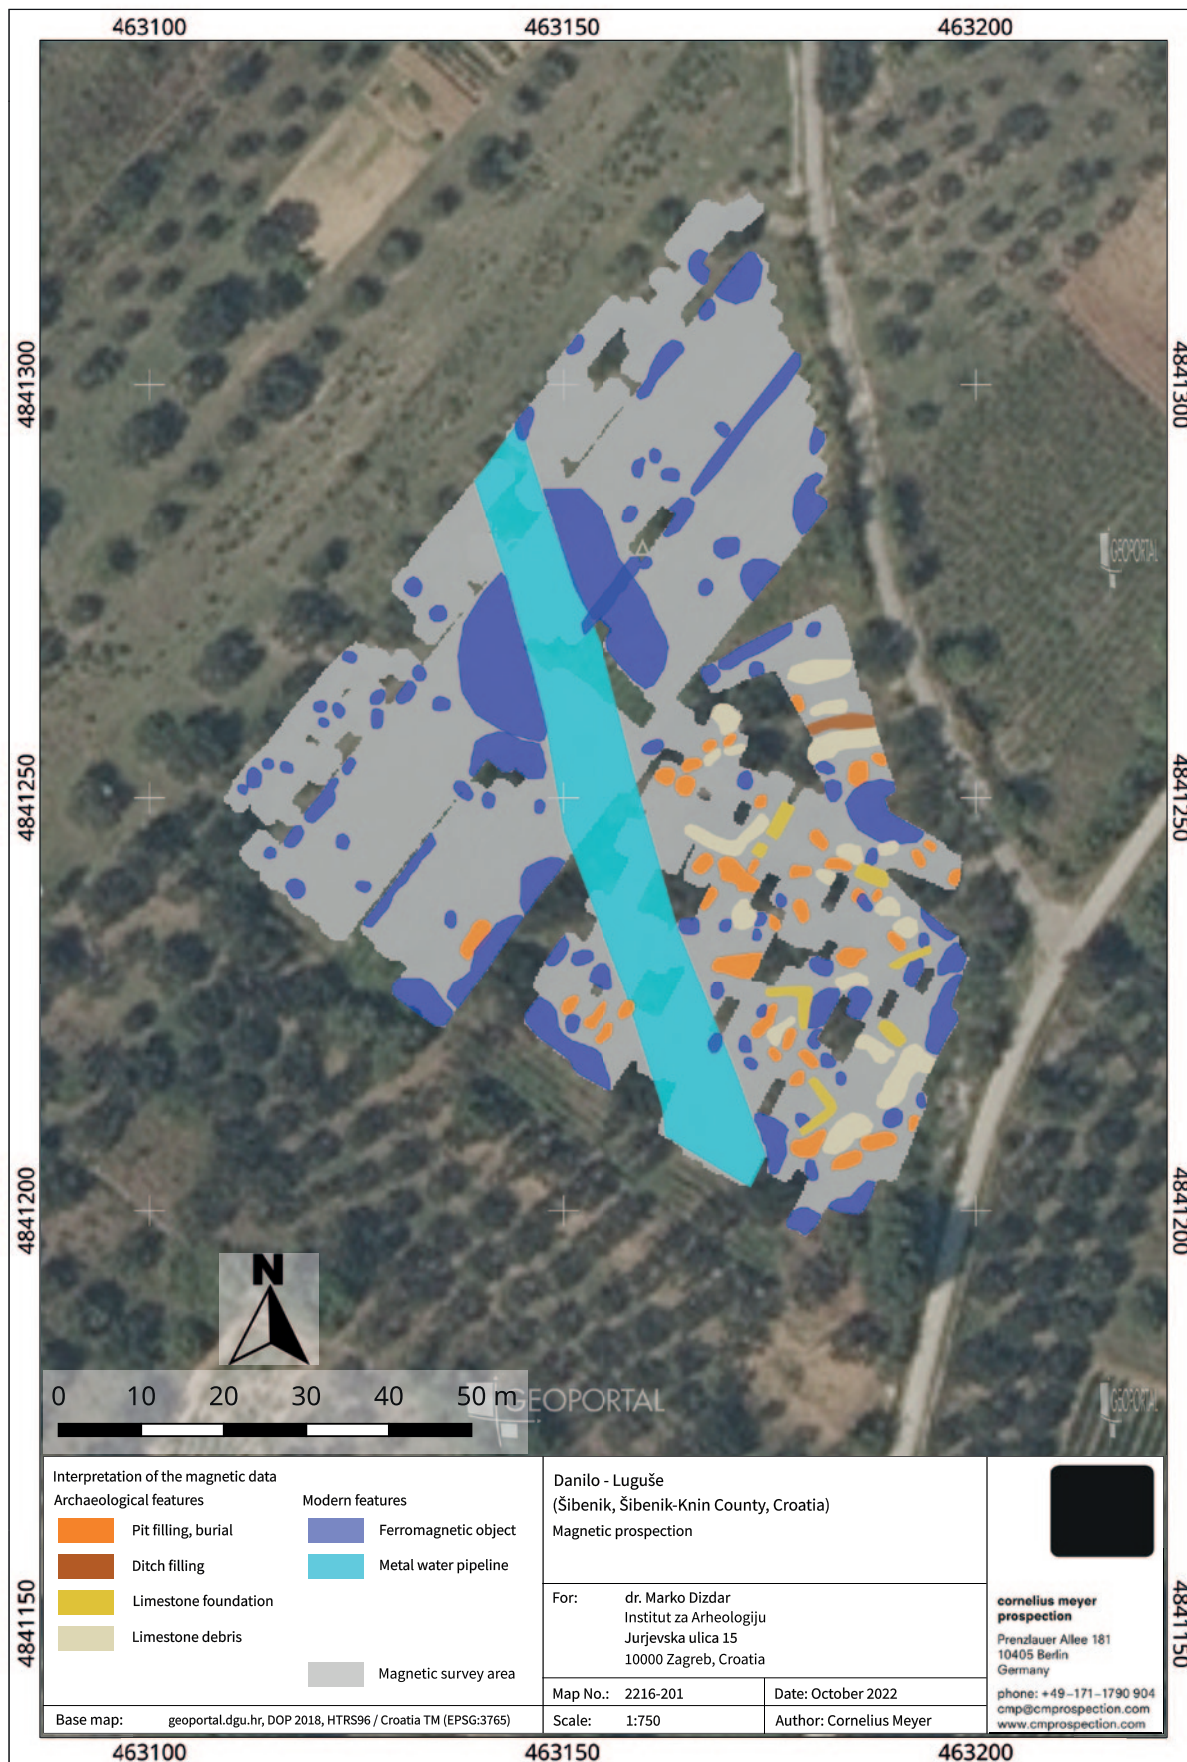 463100 463150 463200
4841300 4841300
GEOPORTAL
4841250 4841250
4841200 4841200
N
0 10 20 30 40 50 m
GEOPORTAL
GEOPORTAL
Interpretation of the magnetic data
Archaeological features
Pit filling, burial
Ditch filling
Limestone foundation
Limestone debris
Modern features
Ferromagnetic object
Metal water pipeline
Magnetic survey area
Base map: geoportal.dgu.hr, DOP 2018, HTRS96 / Croatia TM (EPSG:3765)
Danilo - Luguše
(Šibenik, Šibenik-Knin County, Croatia)
Magnetic prospection
For: dr. Marko Dizdar
Institut za Arheologiju
Jurjevska ulica 15
10000 Zagreb, Croatia
Map No.: 2216-201
Date: October 2022
Scale: 1:750
Author: Cornelius Meyer
cornelius meyer
prospection
Prenzlauer Allee 181
10405 Berlin
Germany
phone: +49-171-1790 904
cmp@cmprospection.com
www.cmprospection.com
4841150 4841150
463100 463150 463200